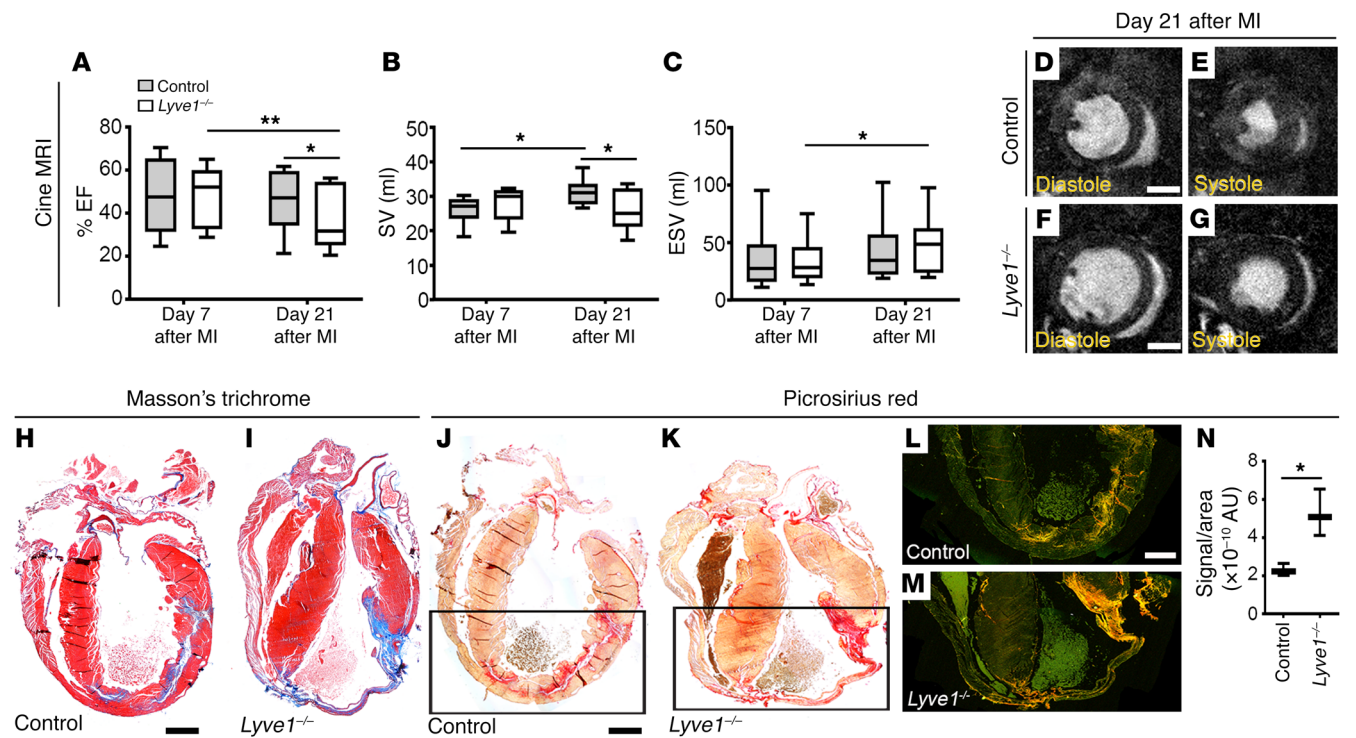 Day 21 after MI
A
B
C
D
E
Control
Lyve1–/–
Cine MRI
% EF
80
60
40
20
0
**
*
Day 7
after MI
Day 21
after MI
SV (ml)
50
40
30
20
10
0
*
*
Day 7
after MI
Day 21
after MI
ESV (ml)
150
100
50
0
*
Day 7
after MI
Day 21
after MI
Control
Diastole
Systole
Lyve1–/–
F
G
Diastole
Systole
Masson's trichrome
Picrosirius red
H
I
J
K
L
N
Control
M
Lyve1-/-
Signal/area
(×10–10 AU)
8
6
4
2
0
*
Control
Lyve1–/–
Control
Lyve1–/–
Control
Lyve1–/–